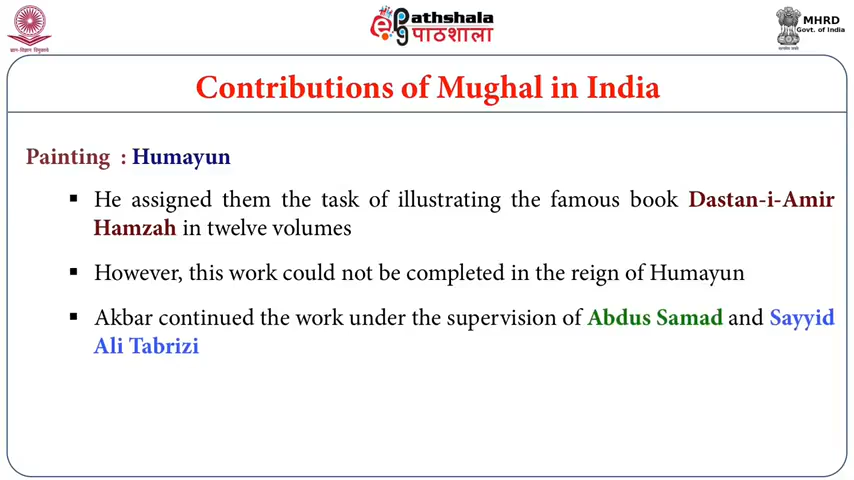 ePathshala
पाठशाला
MHRD
Govt. of India
Contributions of Mughal in India
Painting : Humayun
▪ He assigned them the task of illustrating the famous book Dastan-i-Amir
Hamzah in twelve volumes
▪ However, this work could not be completed in the reign of Humayun
▪ Akbar continued the work under the supervision of Abdus Samad and Sayyid
Ali Tabrizi